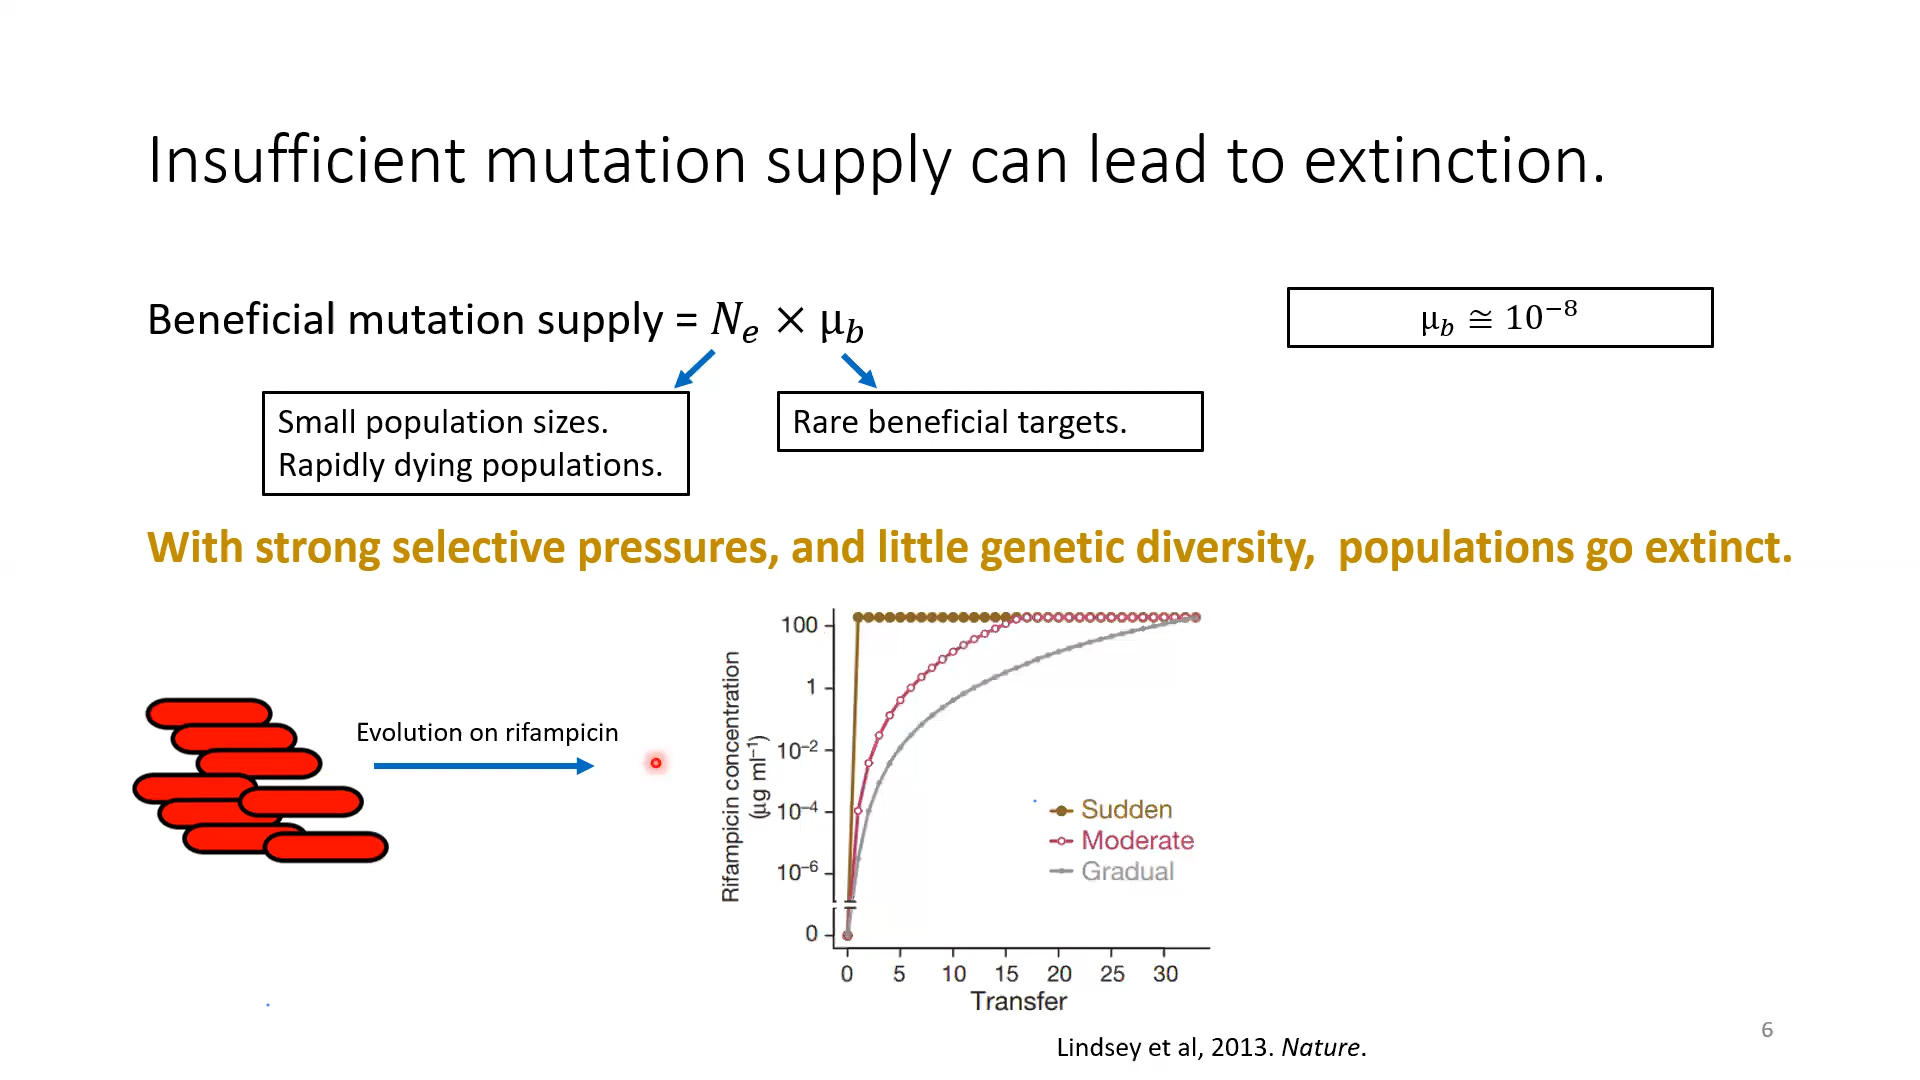 Insufficient mutation supply can lead to extinction.
Beneficial mutation supply = Nₑ × μ_b
μ_b ≅ 10⁻⁸
Small population sizes.
Rapidly dying populations.
Rare beneficial targets.
With strong selective pressures, and little genetic diversity,  populations go extinct.
Evolution on rifampicin
Rifampicin concentration
(μg ml⁻¹)
100
1
10⁻²
10⁻⁴
10⁻⁶
0
Sudden
Moderate
Gradual
0 5 10 15 20 25 30
Transfer
Lindsey et al, 2013. Nature.
6